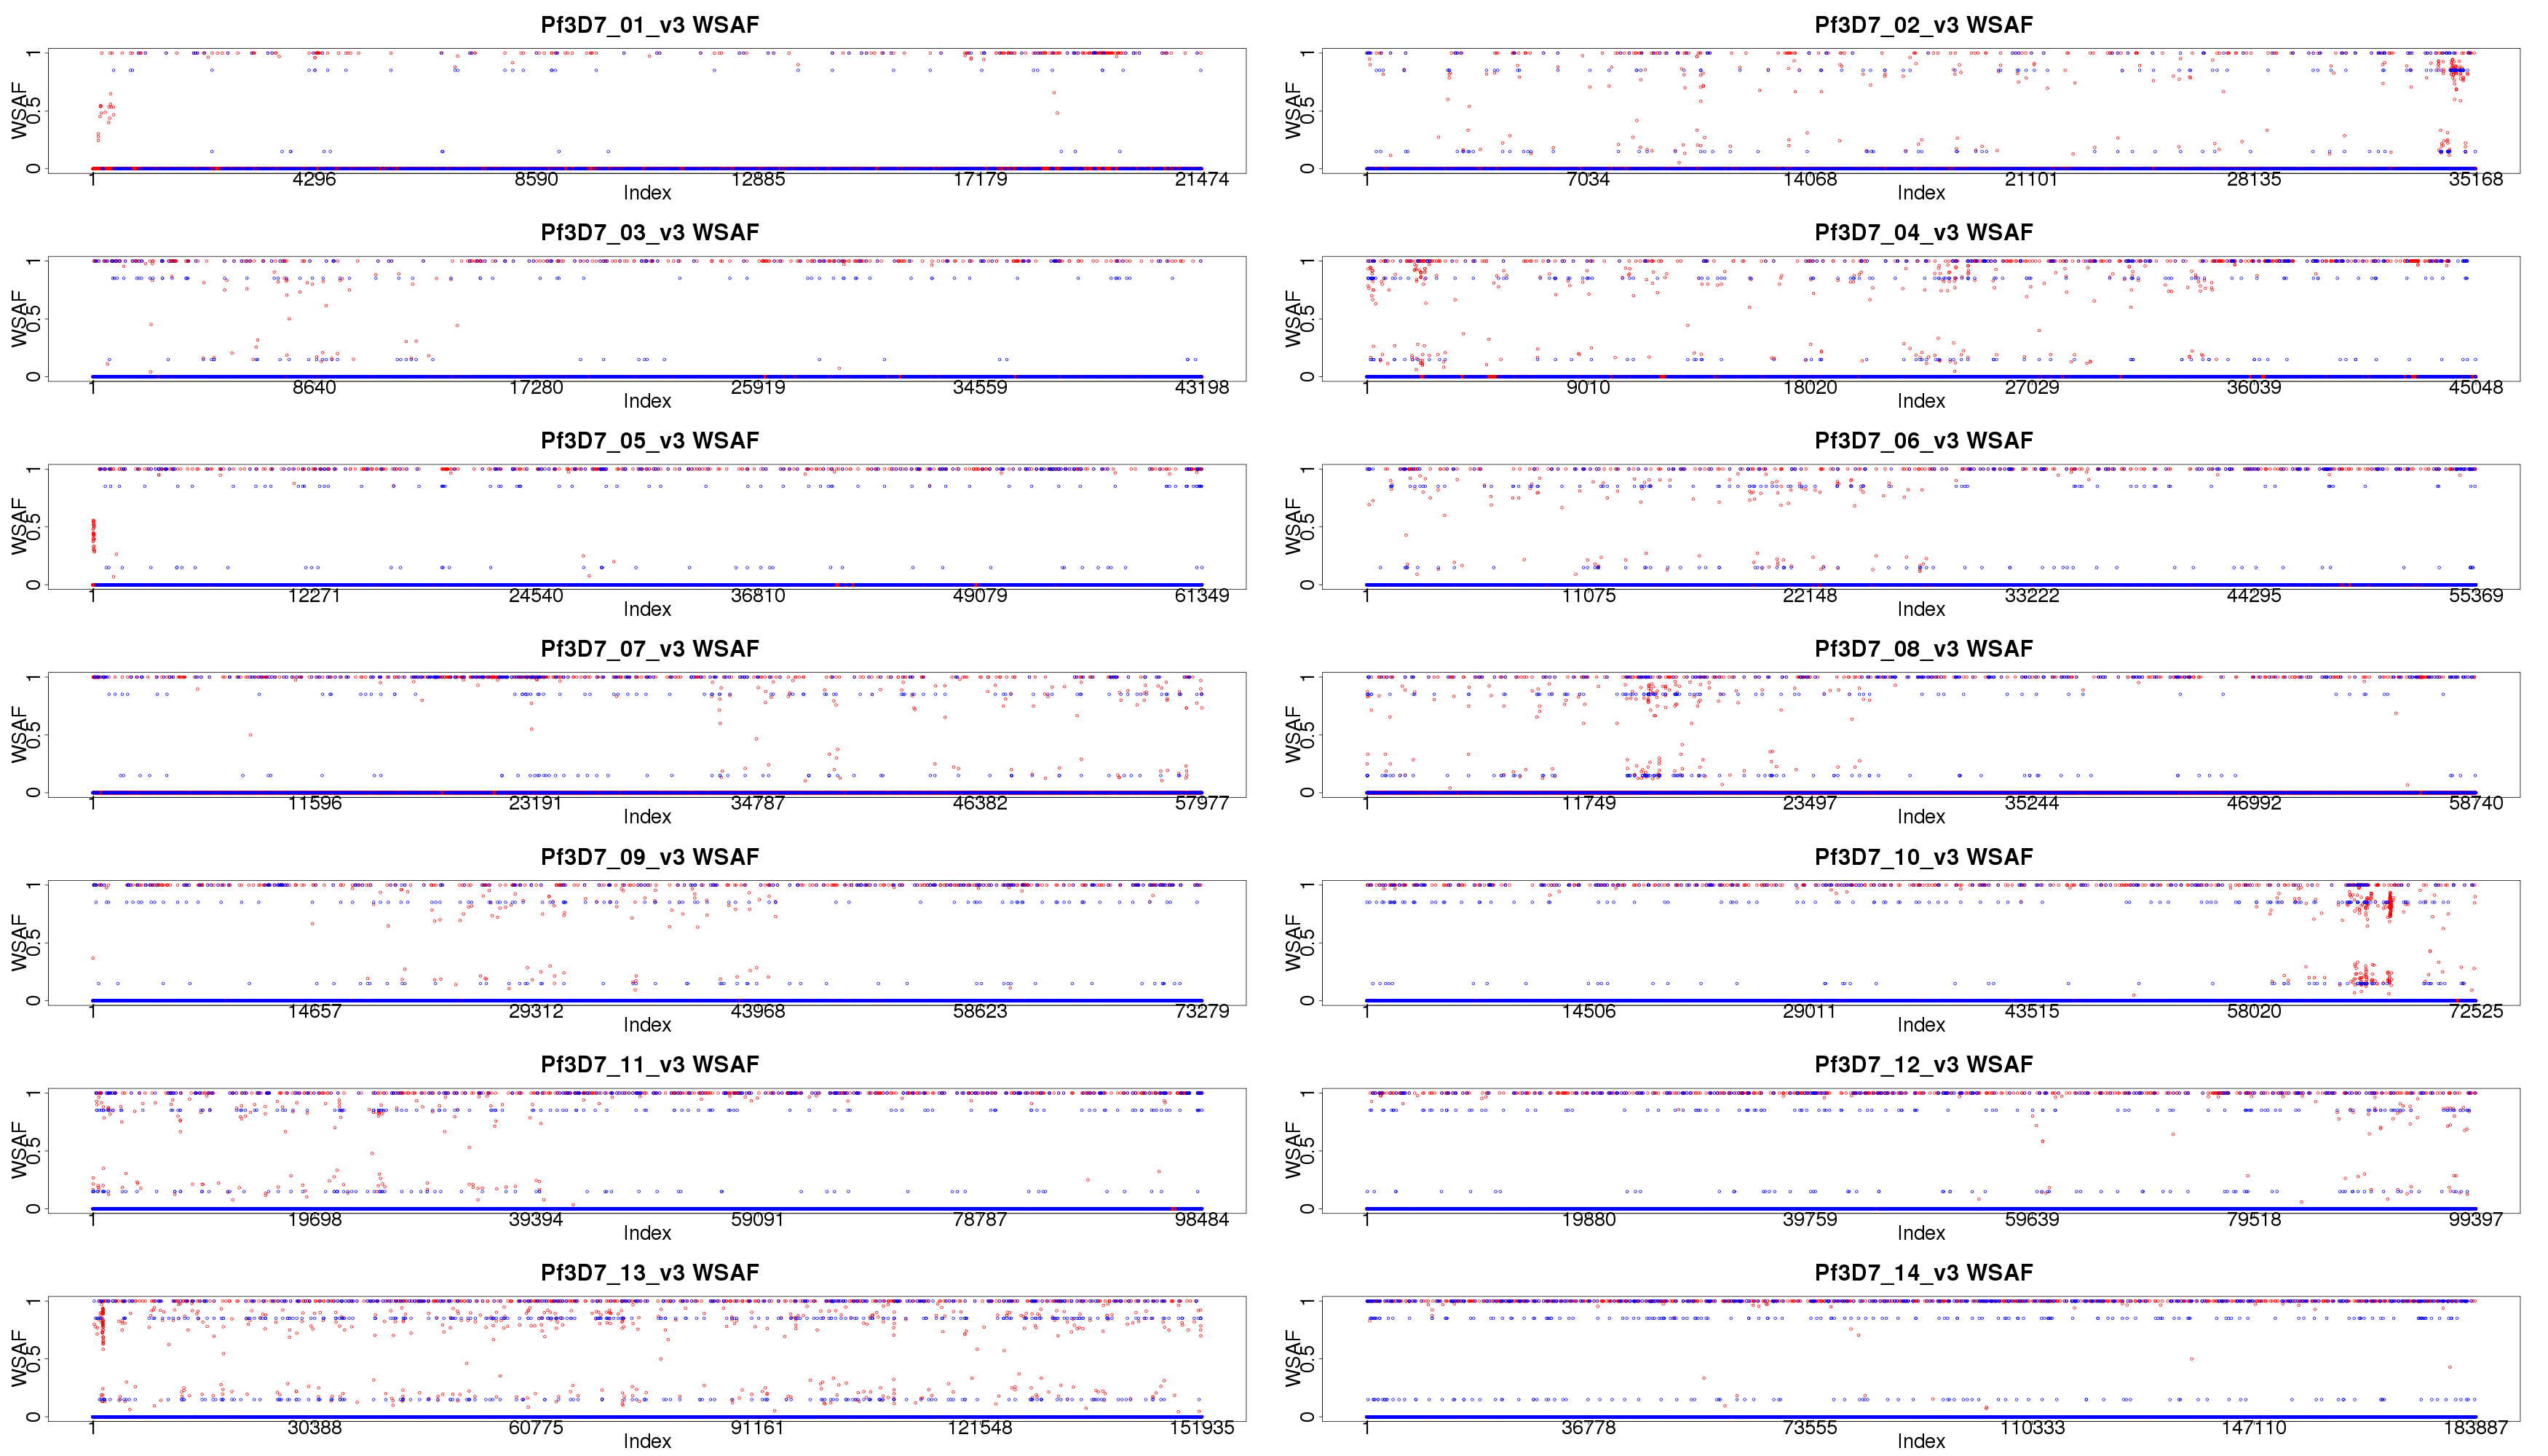 Pf3D7_01_v3 WSAF
WSAF
0 0.5 1
1 4296 8590 12885 17179 21474
Index
Pf3D7_02_v3 WSAF
WSAF
0 0.5 1
1 7034 14068 21101 28135 35168
Index
Pf3D7_03_v3 WSAF
WSAF
0 0.5 1
1 8640 17280 25919 34559 43198
Index
Pf3D7_04_v3 WSAF
WSAF
0 0.5 1
1 9010 18020 27029 36039 45048
Index
Pf3D7_05_v3 WSAF
WSAF
0 0.5 1
1 12271 24540 36810 49079 61349
Index
Pf3D7_06_v3 WSAF
WSAF
0 0.5 1
1 11075 22148 33222 44295 55369
Index
Pf3D7_07_v3 WSAF
WSAF
0 0.5 1
1 11596 23191 34787 46382 57977
Index
Pf3D7_08_v3 WSAF
WSAF
0 0.5 1
1 11749 23497 35244 46992 58740
Index
Pf3D7_09_v3 WSAF
WSAF
0 0.5 1
1 14657 29312 43968 58623 73279
Index
Pf3D7_10_v3 WSAF
WSAF
0 0.5 1
1 14506 29011 43515 58020 72525
Index
Pf3D7_11_v3 WSAF
WSAF
0 0.5 1
1 19698 39394 59091 78787 98484
Index
Pf3D7_12_v3 WSAF
WSAF
0 0.5 1
1 19880 39759 59639 79518 99397
Index
Pf3D7_13_v3 WSAF
WSAF
0 0.5 1
1 30388 60775 91161 121548 151935
Index
Pf3D7_14_v3 WSAF
WSAF
0 0.5 1
1 36778 73555 110333 147110 183887
Index